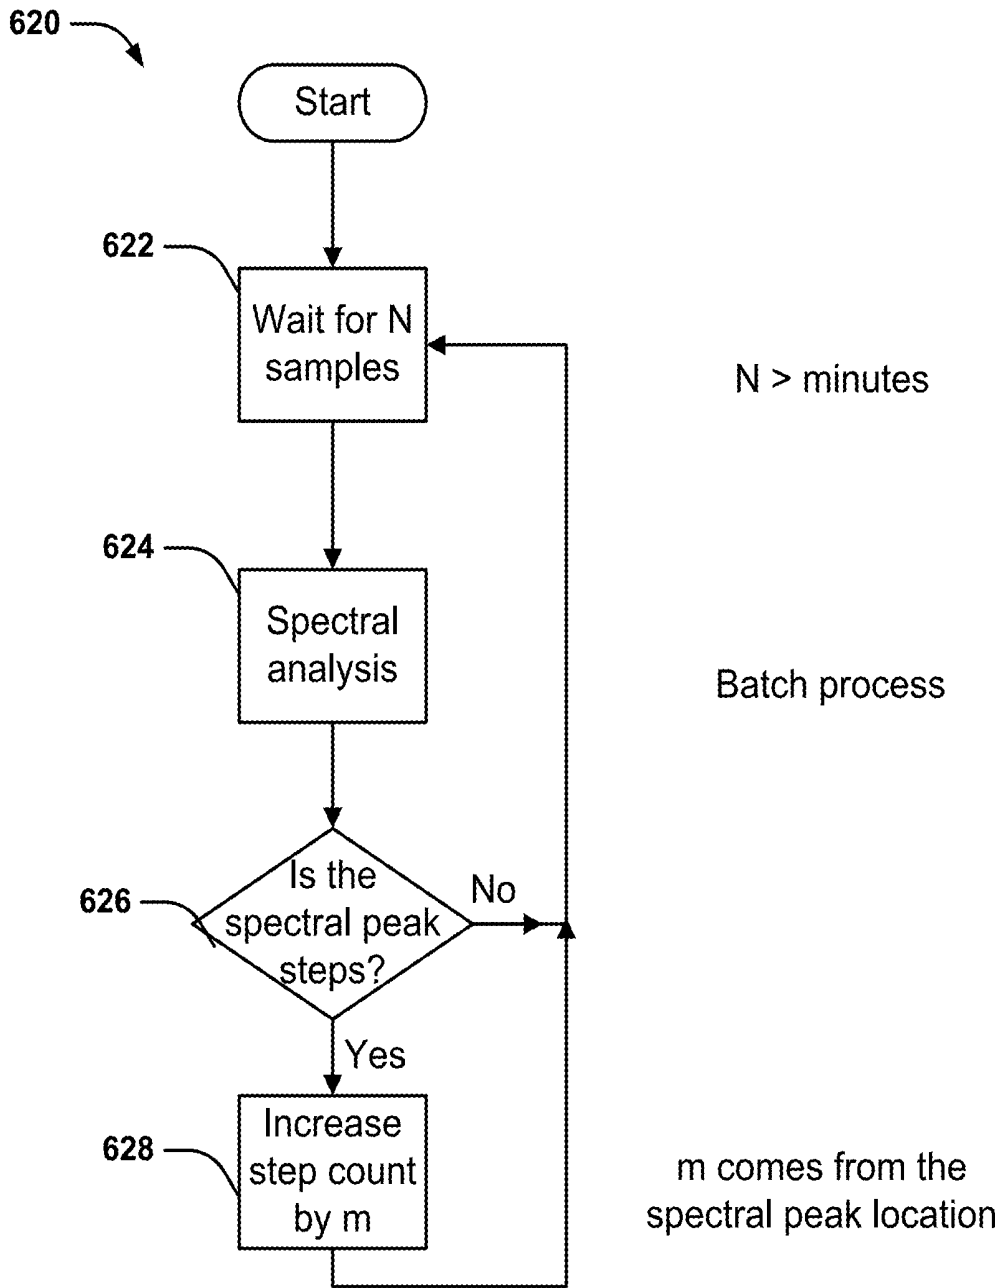 620
Start
622
Wait for N
samples
N > minutes
624
Spectral
analysis
Batch process
626
Is the
spectral peak
steps?
No
Yes
628
Increase
step count
by m
m comes from the
spectral peak location